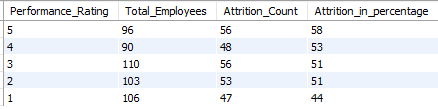 Performance_Rating Total_Employees Attrition_Count Attrition_in_percentage
5 96 56 58
4 90 48 53
3 110 56 51
2 103 53 51
1 106 47 44